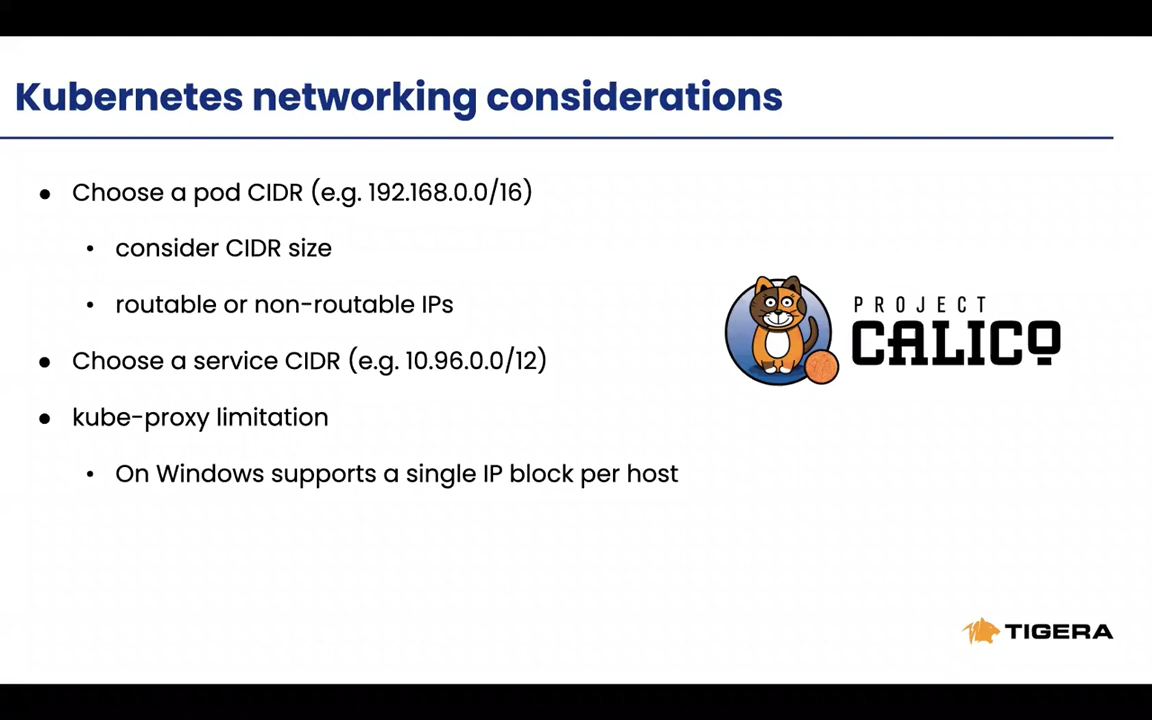 Kubernetes networking considerations
● Choose a pod CIDR (e.g. 192.168.0.0/16)
• consider CIDR size
• routable or non-routable IPs
● Choose a service CIDR (e.g. 10.96.0.0/12)
● kube-proxy limitation
• On Windows supports a single IP block per host
PROJECT
CALICO
TIGERA